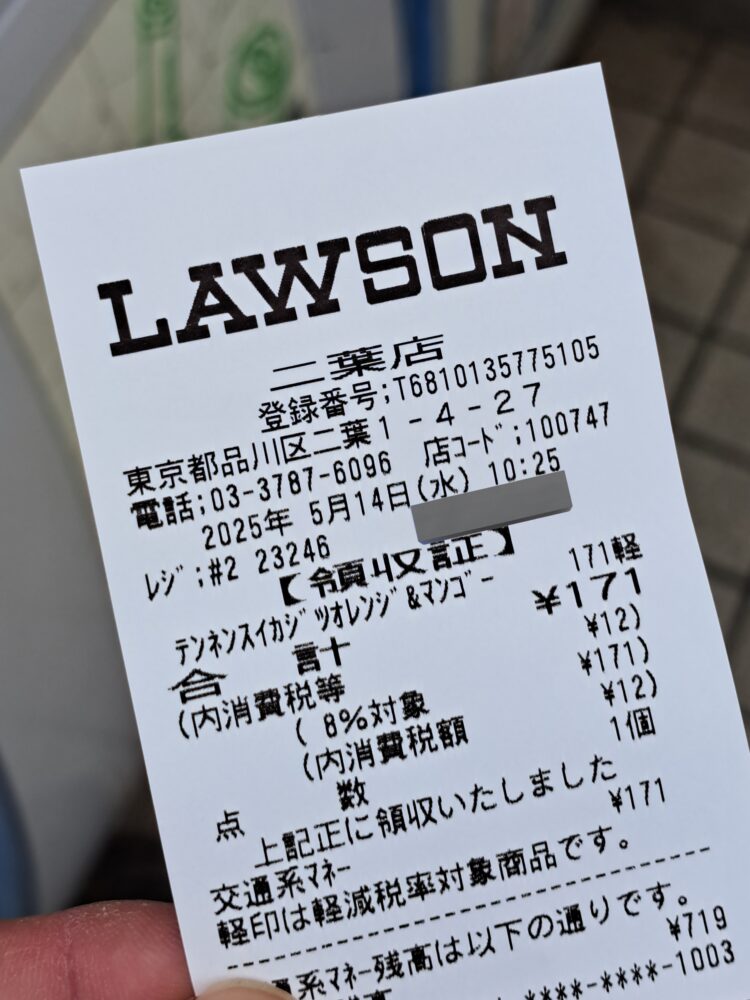 LAWSON
二葉店
登録番号;T6810135775105
東京都品川区二葉1-4-27
電話;03-3787-6096 店コード;100747
2025年 5月14日(水) 10:25
レジ;#2 23246
【領収証】
テンネンスイカジツオレンジ&マンゴー 171軽
合 計 ¥171
(内消費税等 ¥12)
( 8%対象 ¥171)
(内消費税額 ¥12)
点 数 1個
上記正に領収いたしました
交通系マネー ¥171
軽印は軽減税率対象商品です。
系マネー残高は以下の通りです。
¥719
****-****-1003